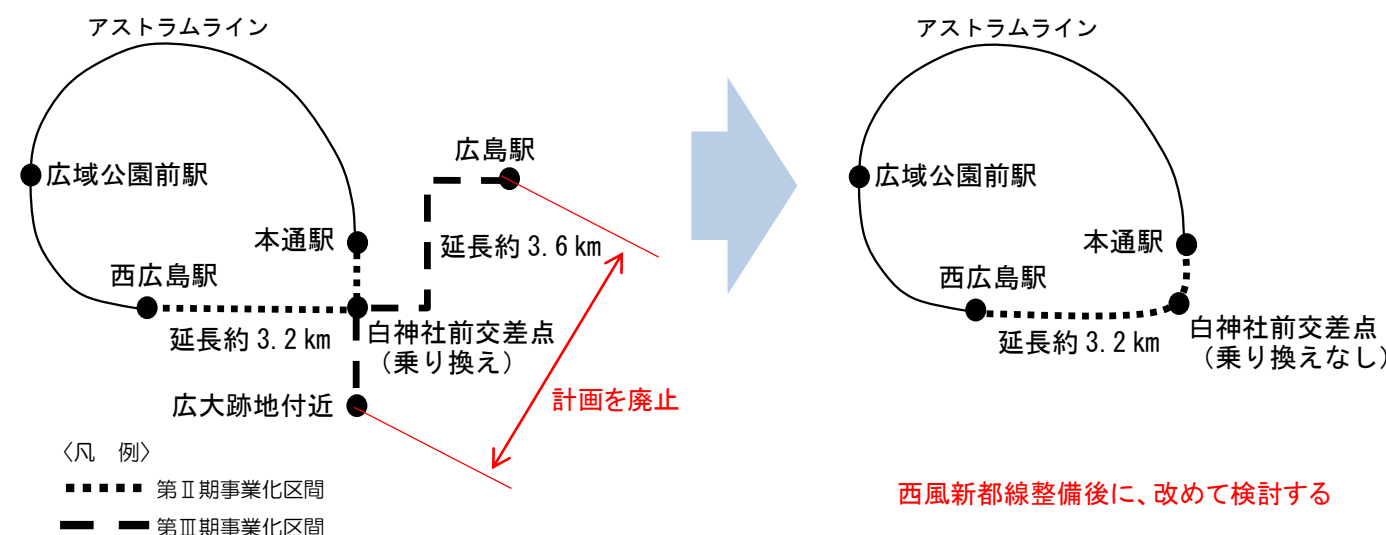 アストラムライン
広域公園前駅
広島駅
本通駅
延長約 3.6 km
西広島駅
延長約 3.2 km
白神社前交差点
（乗り換え）
広大跡地付近
計画を廃止
〈凡　例〉
第Ⅱ期事業化区間
第Ⅲ期事業化区間
アストラムライン
広域公園前駅
本通駅
西広島駅
延長約 3.2 km
白神社前交差点
（乗り換えなし）
西風新都線整備後に、改めて検討する